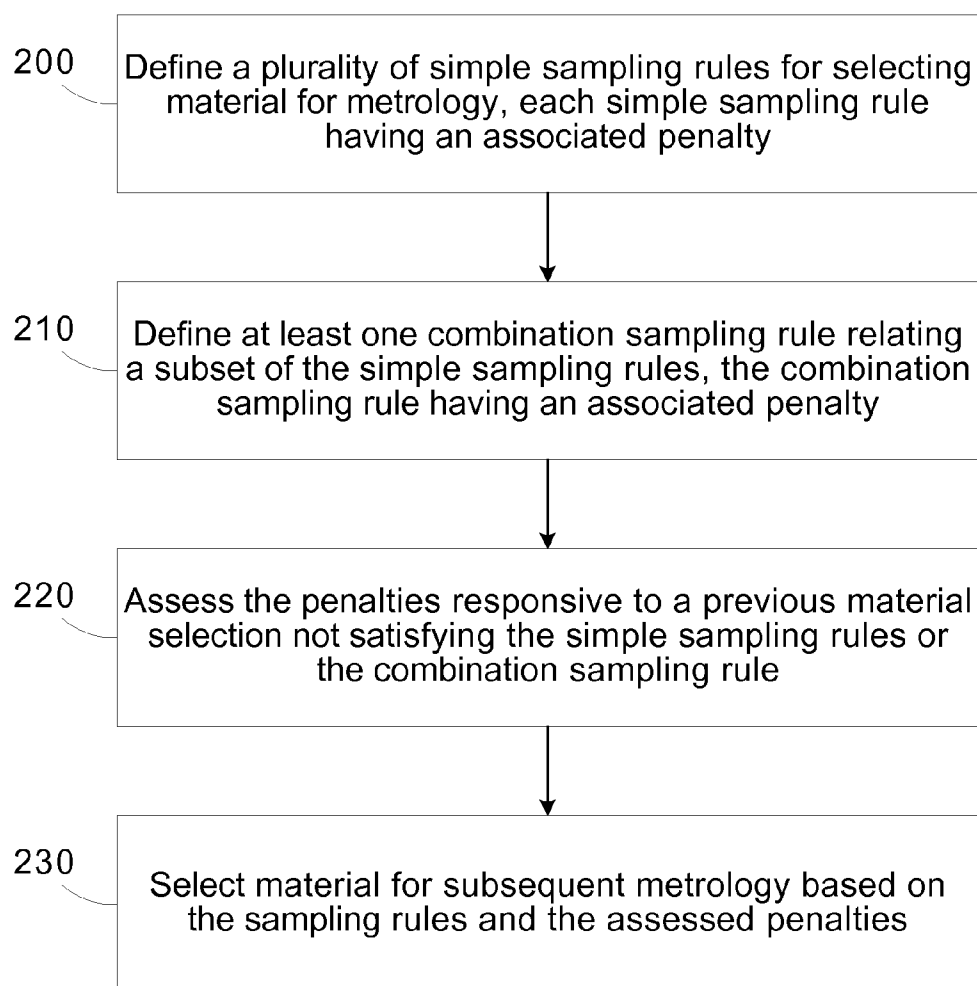 200
Define a plurality of simple sampling rules for selecting
material for metrology, each simple sampling rule
having an associated penalty
210
Define at least one combination sampling rule relating
a subset of the simple sampling rules, the combination
sampling rule having an associated penalty
220
Assess the penalties responsive to a previous material
selection not satisfying the simple sampling rules or
the combination sampling rule
230
Select material for subsequent metrology based on
the sampling rules and the assessed penalties